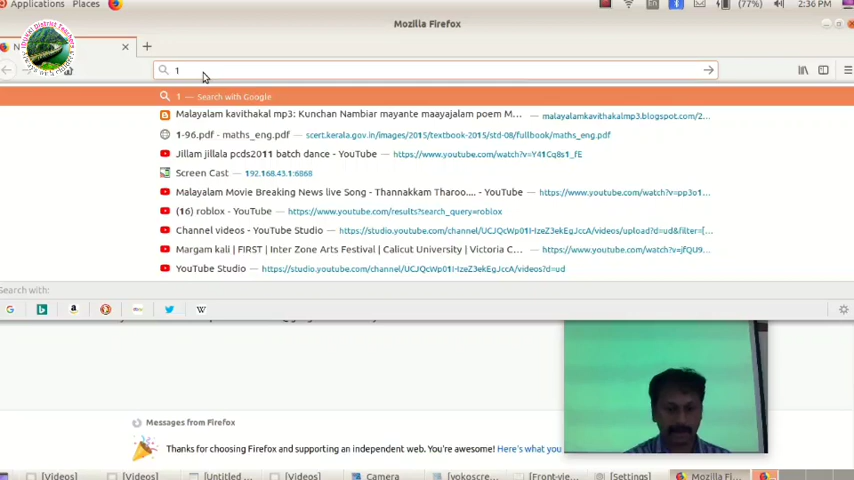 Applications Places En (77%) 2:36 PM
Mozilla Firefox
IDUKKI District Teachers
1
1 — Search with Google
Malayalam kavithakal mp3: Kunchan Nambiar mayante maayajalam poem M... malayalamkavithakalmp3.blogspot.com/2...
1-96.pdf - maths_eng.pdf — scert.kerala.gov.in/images/2015/textbook-2015/std-08/fullbook/maths_eng.pdf
Jillam jillala pcds2011 batch dance - YouTube — https://www.youtube.com/watch?v=Y41Cq8s1_fE
Screen Cast — 192.168.43.1:6868
Malayalam Movie Breaking News live Song - Thannakkam Tharoo.... - YouTube — https://www.youtube.com/watch?v=pp3o1...
(16) roblox - YouTube — https://www.youtube.com/results?search_query=roblox
Channel videos - YouTube Studio — https://studio.youtube.com/channel/UCJQcWp01HzeZ3ekEgJccA/videos/upload?d=ud&filter=[...
Margam kali | FIRST | Inter Zone Arts Festival | Calicut University | Victoria C... — https://www.youtube.com/watch?v=jfQU9...
YouTube Studio — https://studio.youtube.com/channel/UCJQcWp01HzeZ3ekEgJccA/videos?d=ud
Search with:
Messages from Firefox
Thanks for choosing Firefox and supporting an independent web. You're awesome! Here's what you
[Videos] [Videos] [Untitled ... [Videos] Camera [vokoscre... [Front-vie... [Settings] Mozilla Fi...